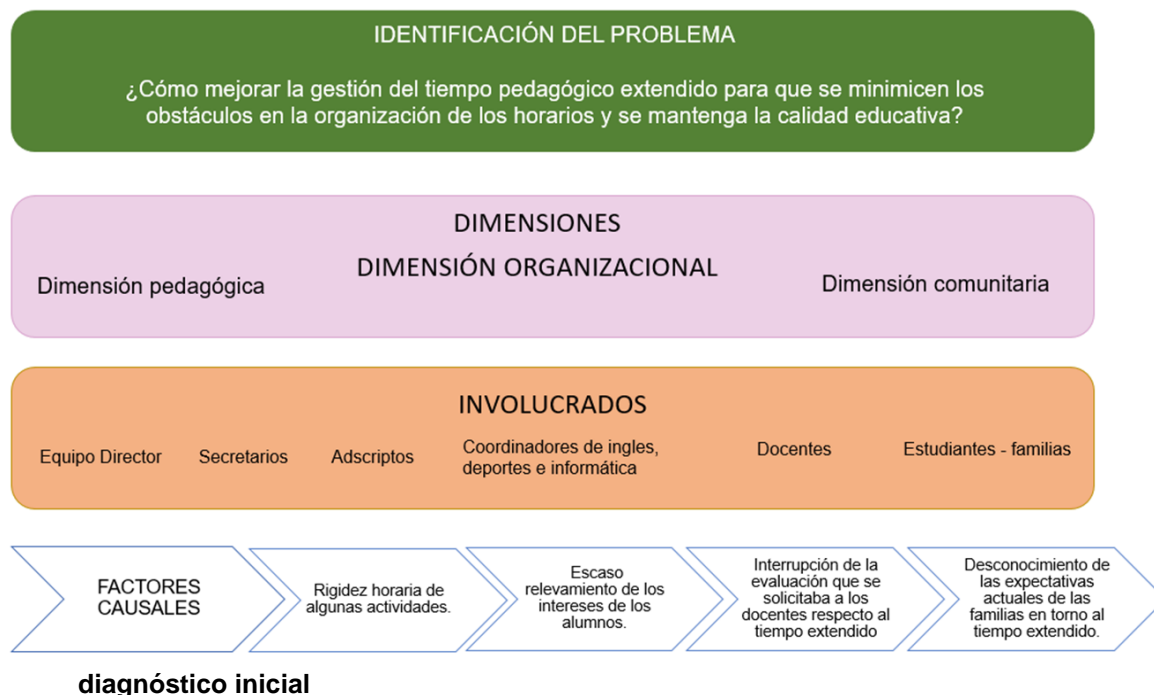 IDENTIFICACIÓN DEL PROBLEMA
¿Cómo mejorar la gestión del tiempo pedagógico extendido para que se minimicen los
obstáculos en la organización de los horarios y se mantenga la calidad educativa?
DIMENSIONES
DIMENSIÓN ORGANIZACIONAL
Dimensión pedagógica
Dimensión comunitaria
INVOLUCRADOS
Equipo Director
Secretarios
Adscriptos
Coordinadores de ingles,
deportes e informática
Docentes
Estudiantes - familias
FACTORES
CAUSALES
Rigidez horaria de
algunas actividades.
Escaso
relevamiento de los
intereses de los
alumnos.
Interrupción de la
evaluación que se
solicitaba a los
docentes respecto al
tiempo extendido
Desconocimiento de
las expectativas
actuales de las
familias en torno al
tiempo extendido.
diagnóstico inicial